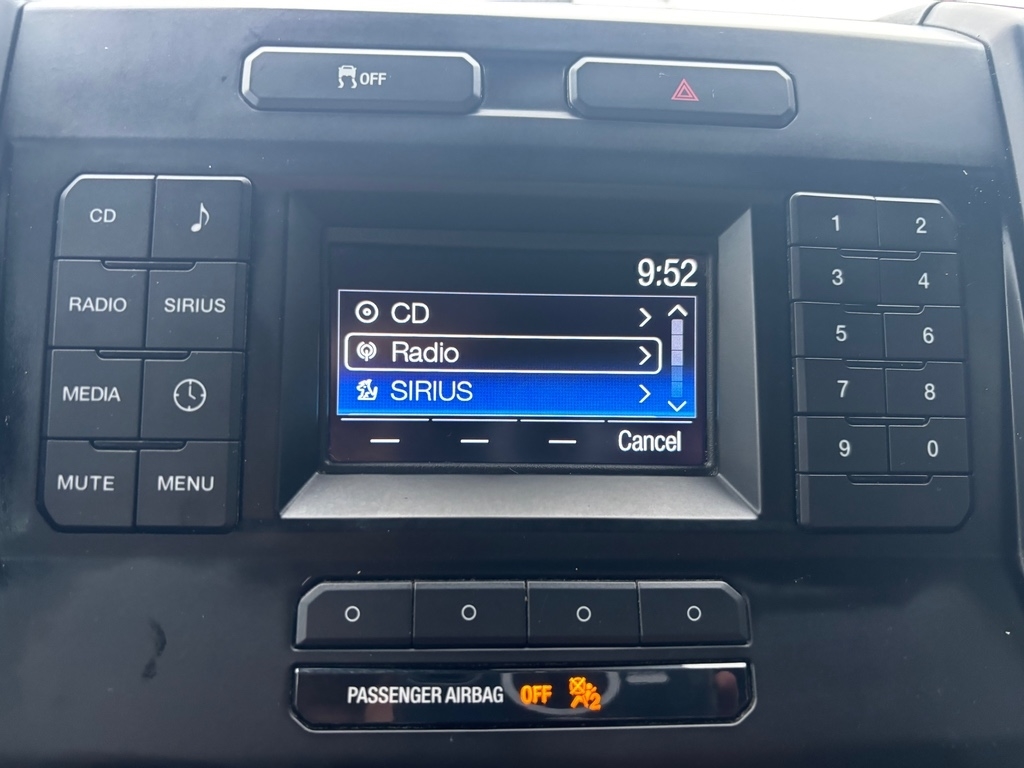 OFF
CD
RADIO SIRIUS
MEDIA
MUTE MENU
9:52
CD
Radio
SIRIUS
Cancel
1 2
3 4
5 6
7 8
9 0
PASSENGER AIRBAG OFF 2